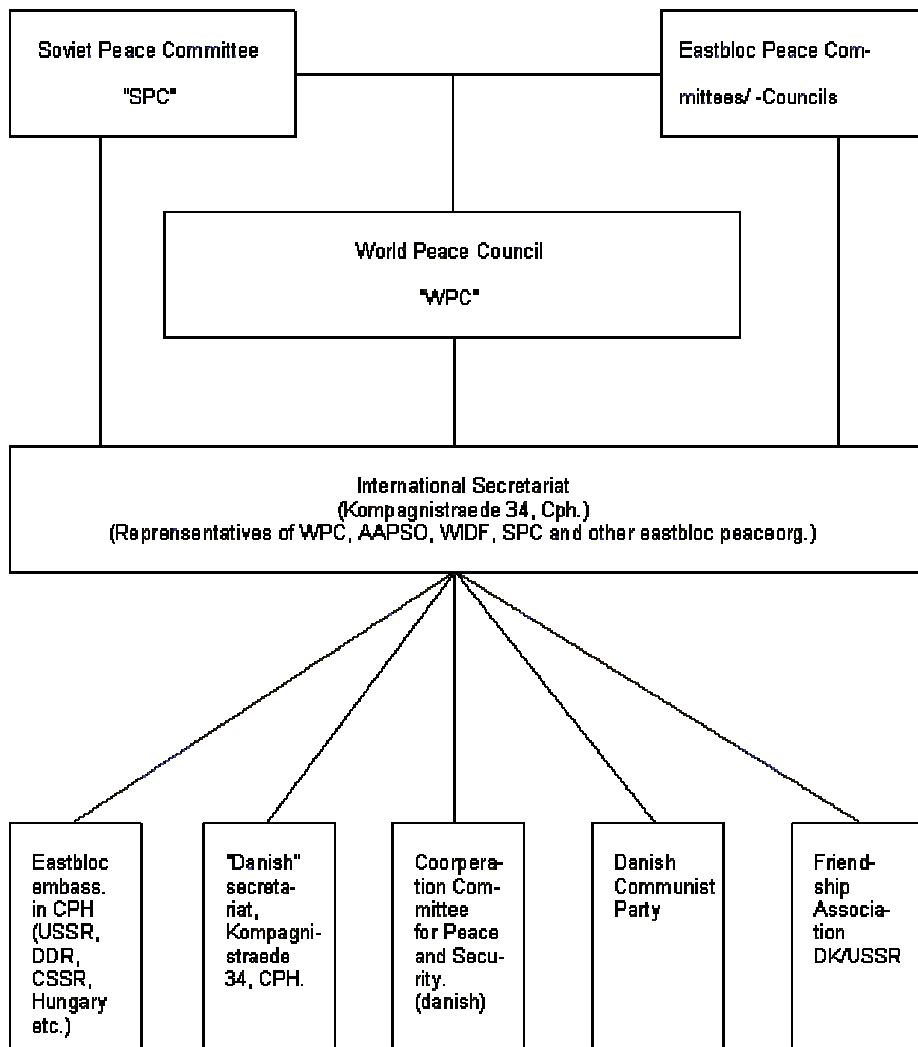 Soviet Peace Committee
"SPC"
Eastbloc Peace Com-
mittees/ -Councils
World Peace Council
"WPC"
International Secretariat
(Kompagnistraede 34, Cph.)
(Reprensentatives of WPC, AAPSO, WIDF, SPC and other eastbloc peaceorg.)
Eastbloc
embass.
in CPH
(USSR,
DDR,
CSSR,
Hungary
etc.)
"Danish"
secreta-
riat,
Kompagni-
straede
34, CPH.
Coorpera-
tion Com-
mittee
for Peace
and Secu-
rity.
(danish)
Danish
Communist
Party
Friend-
ship
Associa-
tion
DK/USSR